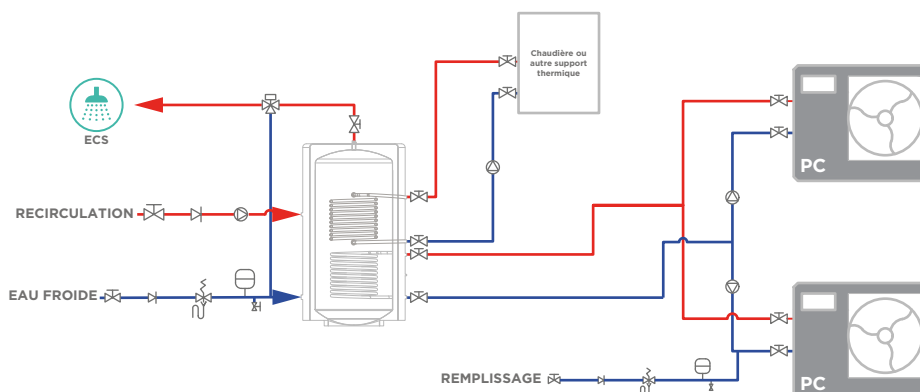 Chaudière ou
autre support
thermique
ECS
PC
RECIRCULATION
EAU FROIDE
REMPLISSAGE
PC